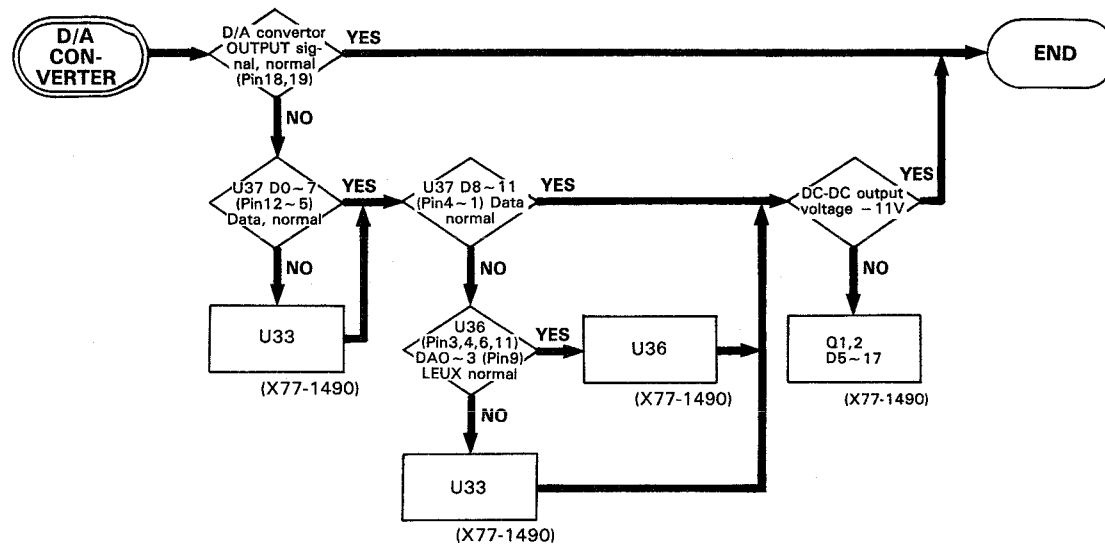 D/A
CON-
VERTER
D/A convertor
OUTPUT sig-
nal, normal
(Pin18,19)
YES
END
NO
U37 D0~7
(Pin12~5)
Data, normal
YES
U37 D8~11
(Pin4~1) Data
normal
YES
DC-DC output
voltage -11V
YES
NO
U33
(X77-1490)
NO
U36
(Pin3,4,6,11)
DA0~3 (Pin9)
LEUX normal
YES
U36
(X77-1490)
NO
Q1,2
D5~17
(X77-1490)
NO
U33
(X77-1490)